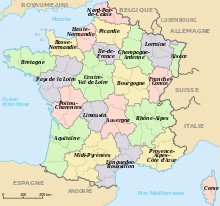 ROYAUME-UNI
BELGIQUE
Nord-Pas-
de-Calais
LUXEMBOURG
Manche
Haute-
Normandie
Picardie
ALLEMAGNE
Basse-
Normandie
Île-de-
France
Champagne-
Ardenne
Lorraine
Alsace
Bretagne
Pays de la Loire
Centre-
Val de Loire
Bourgogne
Franche-
Comté
SUISSE
Océan
Atlantique
Poitou-
Charentes
Limousin
Auvergne
Rhône-Alpes
ITALIE
Aquitaine
Midi-Pyrénées
Languedoc-
Roussillon
Provence-
Alpes-
Côte d'Azur
ESPAGNE
ANDORRE
Mer Méditerranée
Corse